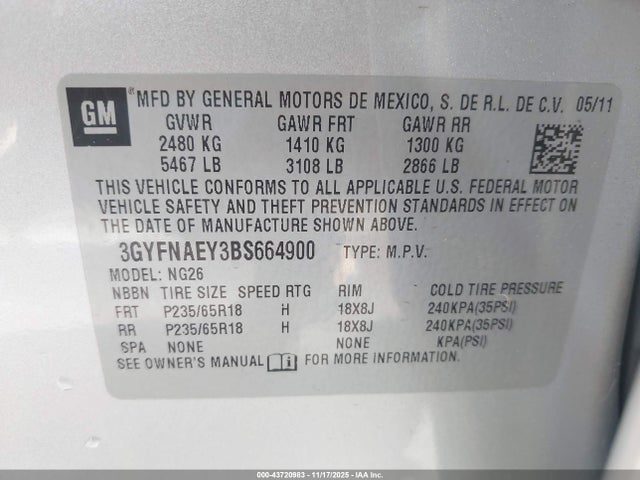 GM ® MFD BY GENERAL MOTORS DE MEXICO, S. DE R.L. DE C.V. 05/11
GVWR GAWR FRT GAWR RR
2480 KG 1410 KG 1300 KG
5467 LB 3108 LB 2866 LB
THIS VEHICLE CONFORMS TO ALL APPLICABLE U.S. FEDERAL MOTOR
VEHICLE SAFETY AND THEFT PREVENTION STANDARDS IN EFFECT ON
THE DATE OF MANUFACTURE SHOWN ABOVE.
3GYFNAEY3BS664900 TYPE: M.P.V.
MODEL: NG26
NBBN TIRE SIZE SPEED RTG RIM COLD TIRE PRESSURE
FRT P235/65R18 H 18X8J 240KPA(35PSI)
RR P235/65R18 H 18X8J 240KPA(35PSI)
SPA NONE NONE KPA(PSI)
SEE OWNER'S MANUAL FOR MORE INFORMATION.
000-43720983 11/17/2025 IAAI.COM